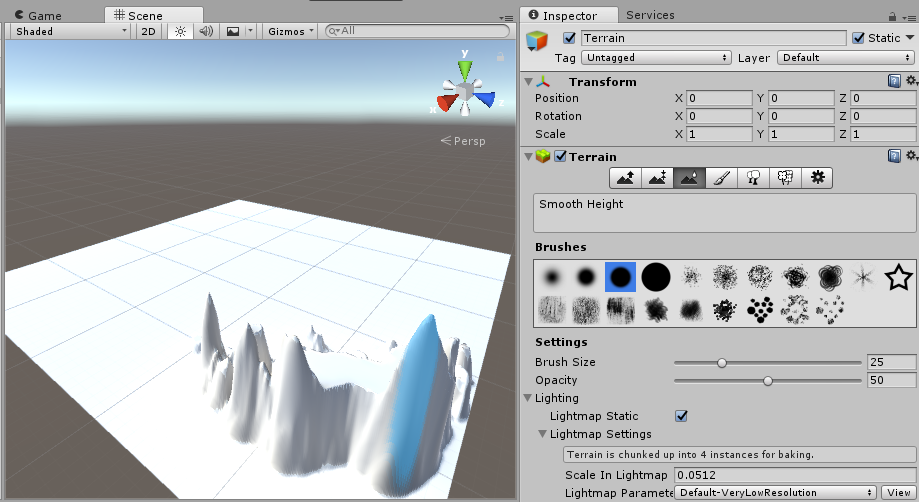 Game
Scene
Shaded
2D
Gizmos
All
y
x
z
Persp
Inspector
Services
Terrain
Static
Tag Untagged Layer Default
Transform
Position X 0 Y 0 Z 0
Rotation X 0 Y 0 Z 0
Scale X 1 Y 1 Z 1
Terrain
Smooth Height
Brushes
Settings
Brush Size 25
Opacity 50
Lighting
Lightmap Static
Lightmap Settings
Terrain is chunked up into 4 instances for baking.
Scale In Lightmap 0.0512
Lightmap Paramete Default-VeryLowResolution View